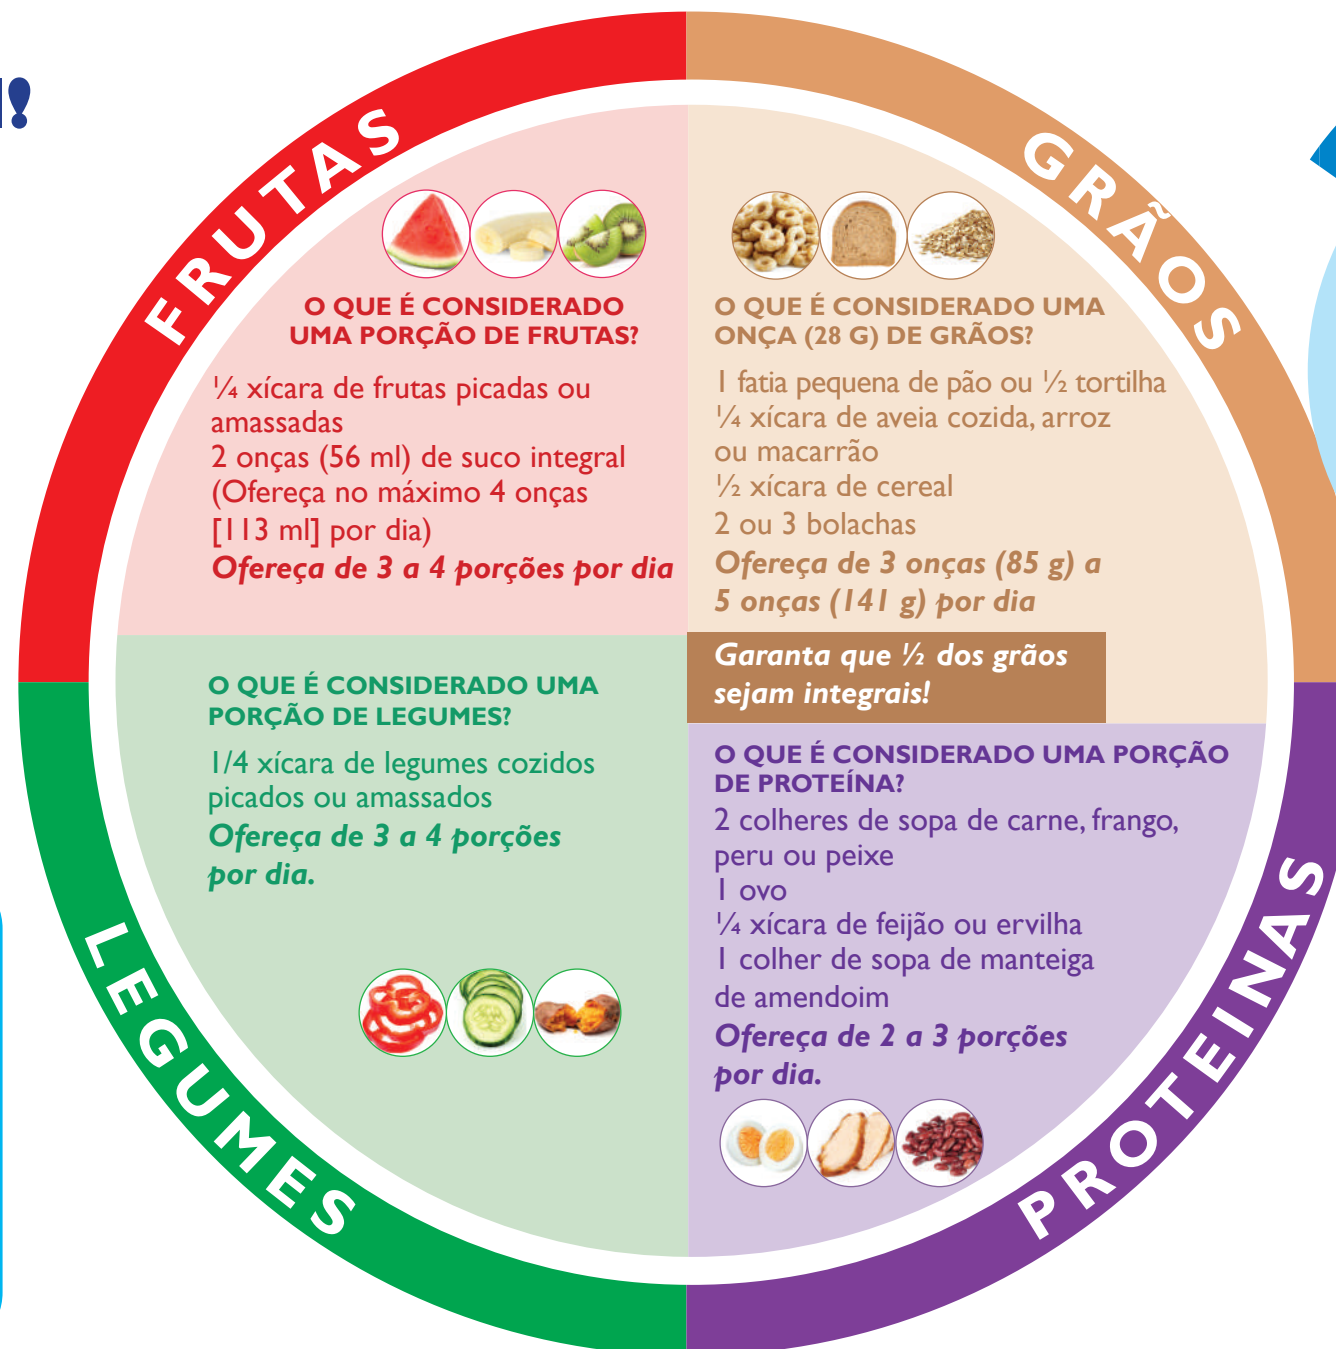 !
FRUTAS
O QUE É CONSIDERADO
UMA PORÇÃO DE FRUTAS?
¼ xícara de frutas picadas ou
amassadas
2 onças (56 ml) de suco integral
(Ofereça no máximo 4 onças
[113 ml] por dia)
Ofereça de 3 a 4 porções por dia
GRÃOS
O QUE É CONSIDERADO UMA
ONÇA (28 G) DE GRÃOS?
1 fatia pequena de pão ou ½ tortilha
¼ xícara de aveia cozida, arroz
ou macarrão
½ xícara de cereal
2 ou 3 bolachas
Ofereça de 3 onças (85 g) a
5 onças (141 g) por dia
Garanta que ½ dos grãos
sejam integrais!
LEGUMES
O QUE É CONSIDERADO UMA
PORÇÃO DE LEGUMES?
1/4 xícara de legumes cozidos
picados ou amassados
Ofereça de 3 a 4 porções
por dia.
PROTEINAS
O QUE É CONSIDERADO UMA PORÇÃO
DE PROTEÍNA?
2 colheres de sopa de carne, frango,
peru ou peixe
1 ovo
¼ xícara de feijão ou ervilha
1 colher de sopa de manteiga
de amendoim
Ofereça de 2 a 3 porções
por dia.